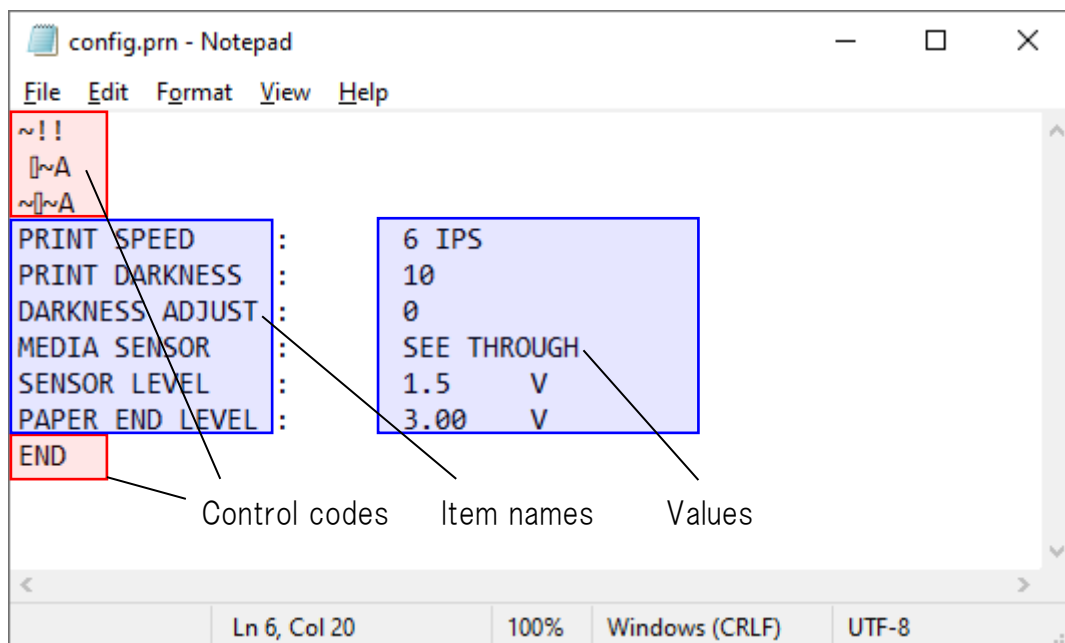 config.prn - Notepad
File Edit Format View Help
~!!
▯~A
~▯~A
PRINT SPEED : 6 IPS
PRINT DARKNESS : 10
DARKNESS ADJUST : 0
MEDIA SENSOR : SEE THROUGH
SENSOR LEVEL : 1.5 V
PAPER END LEVEL : 3.00 V
END
Control codes Item names Values
Ln 6, Col 20 100% Windows (CRLF) UTF-8